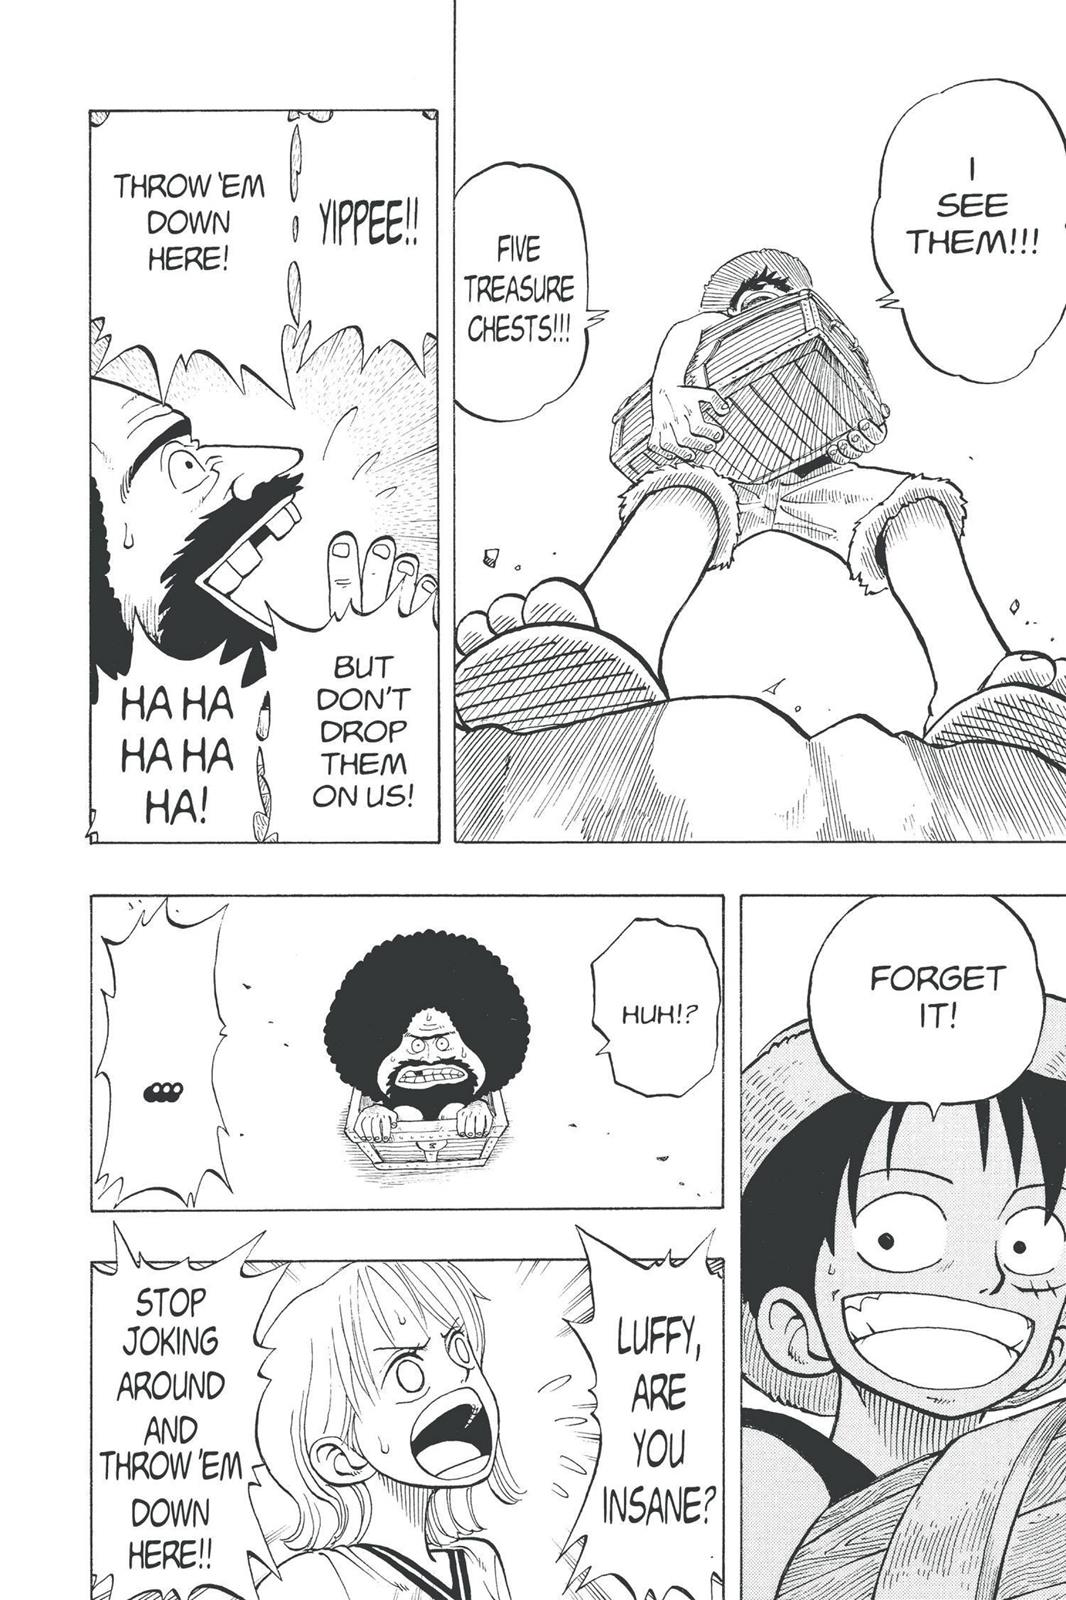 I
SEE
THEM!!!
FIVE
TREASURE
CHESTS!!!
YIPPEE!!
THROW 'EM
DOWN
HERE!
BUT
DON'T
DROP
THEM
ON US!
HA HA
HA HA
HA!
FORGET
IT!
HUH!?
...
LUFFY,
ARE
YOU
INSANE?
STOP
JOKING
AROUND
AND
THROW 'EM
DOWN
HERE!!